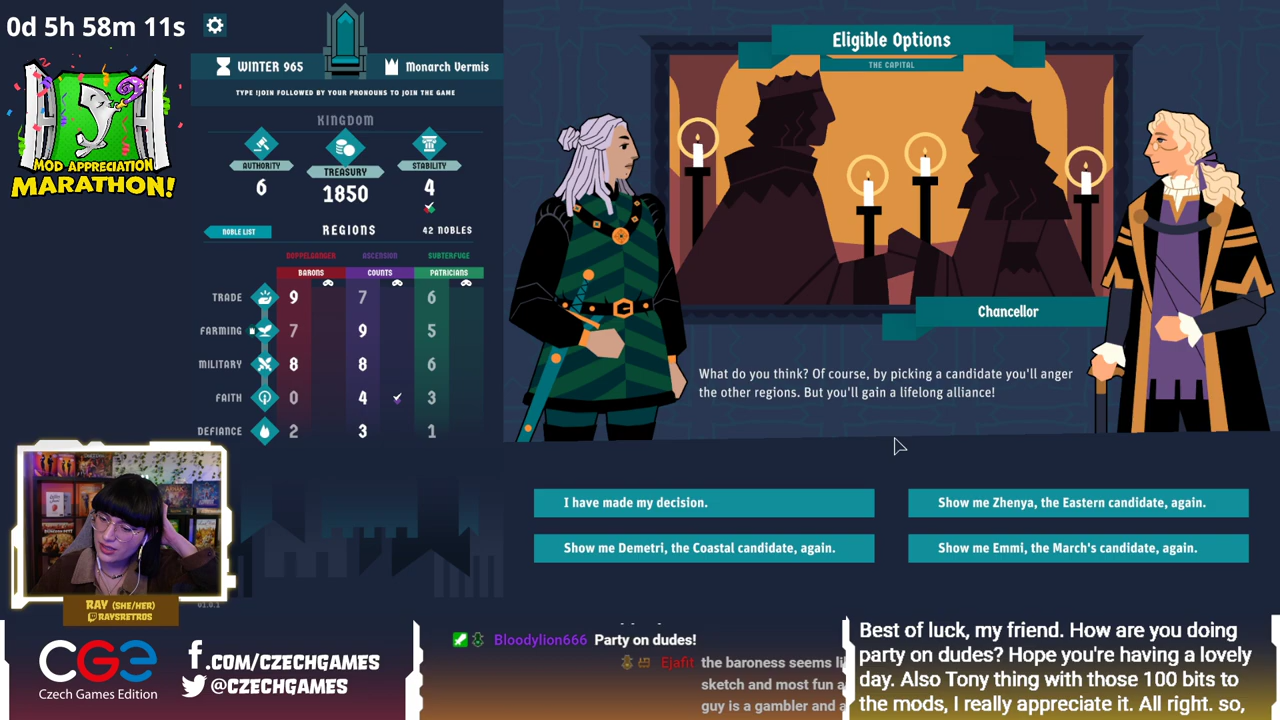 0d 5h 58m 11s
MOD-APPRECIATION
MARATHON!
WINTER 965
Monarch Vermis
TYPE !JOIN FOLLOWED BY YOUR PRONOUNS TO JOIN THE GAME
KINGDOM
AUTHORITY
TREASURY
STABILITY
6
1850
4
NOBLE LIST
REGIONS
42 NOBLES
DOPPELGANGER
ASCENSION
SUBTERFUGE
BARONS
COUNTS
PATRICIANS
TRADE 9 7 6
FARMING 7 9 5
MILITARY 8 8 6
FAITH 0 4 3
DEFIANCE 2 3 1
Eligible Options
THE CAPITAL
Chancellor
What do you think? Of course, by picking a candidate you'll anger
the other regions. But you'll gain a lifelong alliance!
I have made my decision.
Show me Zhenya, the Eastern candidate, again.
Show me Demetri, the Coastal candidate, again.
Show me Emmi, the March's candidate, again.
RAY (SHE/HER)
RAYSRETROS
V1.0.1
CGE
Czech Games Edition
f.COM/CZECHGAMES
@CZECHGAMES
Bloodylion666 Party on dudes!
Ejafit the baroness seems li
sketch and most fun a
guy is a gambler and a
Best of luck, my friend. How are you doing
party on dudes? Hope you're having a lovely
day. Also Tony thing with those 100 bits to
the mods, I really appreciate it. All right. so,